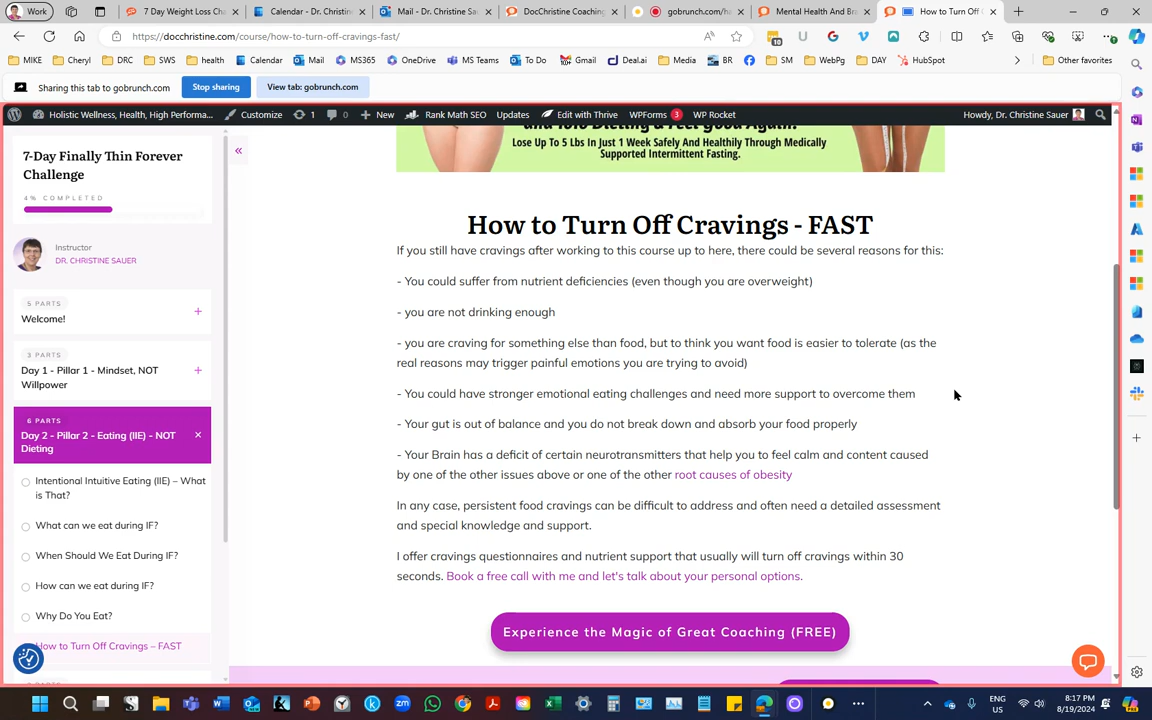 Work
7 Day Weight Loss Cha
Calendar - Dr. Christine
Mail - Dr. Christine Sau
DocChristine Coaching
gobrunch.com/h
Mental Health And Br
How to Turn Off
https://docchristine.com/course/how-to-turn-off-cravings-fast/
10
MIKE
Cheryl
DRC
SWS
health
Calendar
Mail
MS365
OneDrive
MS Teams
To Do
Gmail
Deal.ai
Media
BR
SM
WebPg
DAY
HubSpot
Other favorites
Sharing this tab to gobrunch.com
Stop sharing
View tab: gobrunch.com
Holistic Wellness, Health, High Performa...
Customize
1
0
New
Rank Math SEO
Updates
Edit with Thrive
WPForms 3
WP Rocket
Howdy, Dr. Christine Sauer
7-Day Finally Thin Forever
Challenge
4% COMPLETED
Instructor
DR. CHRISTINE SAUER
5 PARTS
Welcome!
3 PARTS
Day 1 - Pillar 1 - Mindset, NOT
Willpower
6 PARTS
Day 2 - Pillar 2 - Eating (IIE) - NOT
Dieting
Intentional Intuitive Eating (IIE) – What
is That?
What can we eat during IF?
When Should We Eat During IF?
How can we eat during IF?
Why Do You Eat?
How to Turn Off Cravings – FAST
Lose Up To 5 Lbs In Just 1 Week Safely And Healthily Through Medically
Supported Intermittent Fasting.
How to Turn Off Cravings - FAST
If you still have cravings after working to this course up to here, there could be several reasons for this:
- You could suffer from nutrient deficiencies (even though you are overweight)
- you are not drinking enough
- you are craving for something else than food, but to think you want food is easier to tolerate (as the
real reasons may trigger painful emotions you are trying to avoid)
- You could have stronger emotional eating challenges and need more support to overcome them
- Your gut is out of balance and you do not break down and absorb your food properly
- Your Brain has a deficit of certain neurotransmitters that help you to feel calm and content caused
by one of the other issues above or one of the other root causes of obesity
In any case, persistent food cravings can be difficult to address and often need a detailed assessment
and special knowledge and support.
I offer cravings questionnaires and nutrient support that usually will turn off cravings within 30
seconds. Book a free call with me and let's talk about your personal options.
Experience the Magic of Great Coaching (FREE)
ENG
US
8:17 PM
8/19/2024